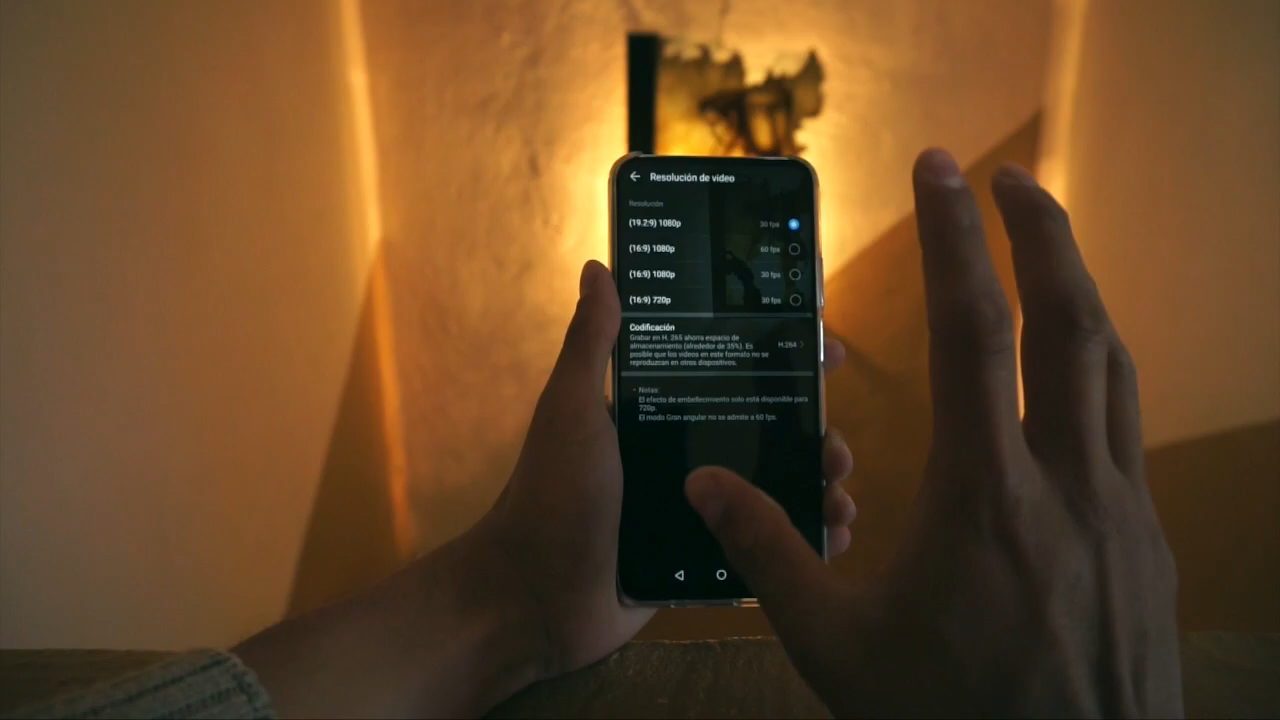 Resolución de video
Resolución
(19.2:9) 1080p 30 fps
(16:9) 1080p 60 fps
(16:9) 1080p 30 fps
(16:9) 720p 30 fps
Codificación
Grabar en H. 265 ahorra espacio de
almacenamiento (alrededor de 35%). Es
posible que los videos en este formato no se
reproduzcan en otros dispositivos.
H.264
• Notas:
El efecto de embellecimiento solo está disponible para
720p.
El modo Gran angular no se admite a 60 fps.